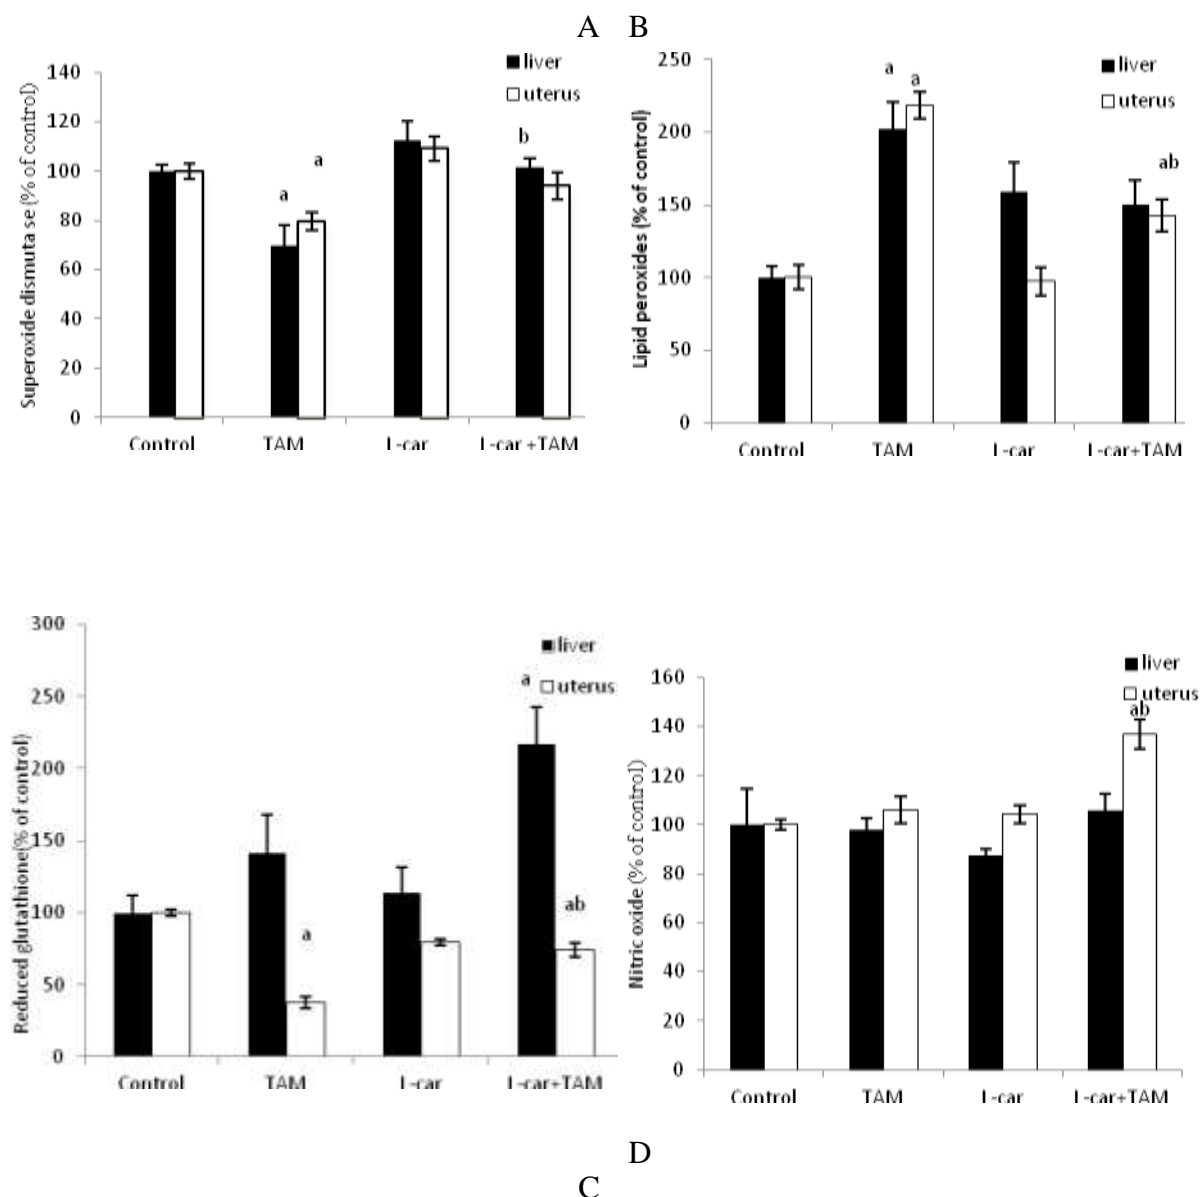 A B
Superoxide dismuta se (% of control)
140
120
100
80
60
40
20
0
liver
uterus
a
a
b
Control TAM L-car L-car +TAM
Lipid peroxides (% of control)
250
200
150
100
50
0
liver
uterus
a
a
ab
Control TAM L-car L-car+TAM
Reduced glutathione(% of control)
300
250
200
150
100
50
0
liver
uterus
a
a
ab
Control TAM L-car L-car+TAM
Nitric oxide (% of control)
160
140
120
100
80
60
40
20
0
liver
uterus
ab
Control TAM L-car L-car+TAM
D
C